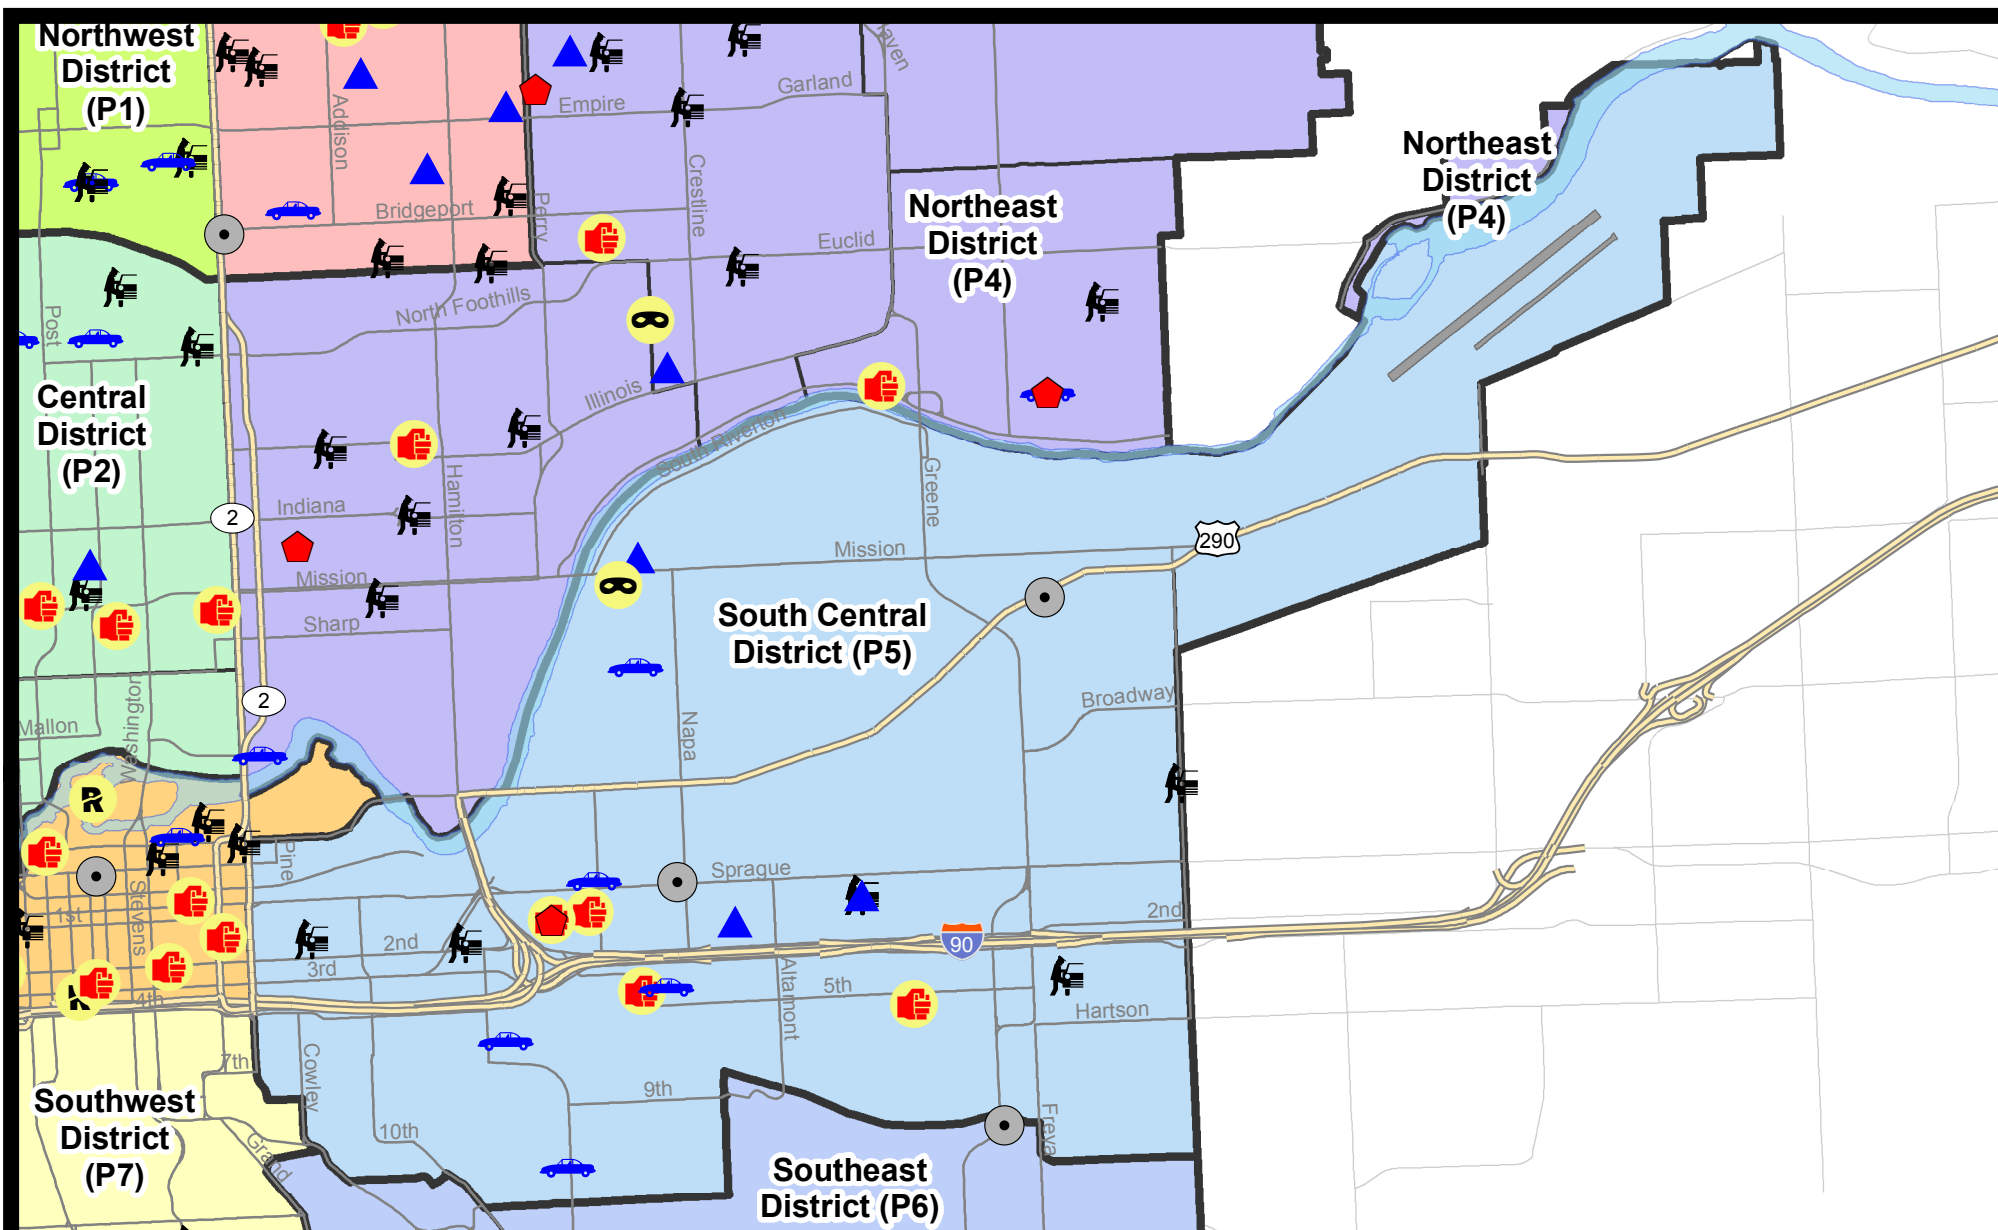 Northwest
District
(P1)
Addison
Empire
Garland
Crestline
Perry
Bridgeport
Euclid
Northeast
District
(P4)
Northeast
District
(P4)
Post
North Foothills
Central
District
(P2)
Illinois
South Riverton
Hamilton
Greene
2
Indiana
290
Mission
Mission
Sharp
South Central
District (P5)
Broadway
2
Washington
Mallon
Napa
R
Pine
Sprague
Stevens
1st
2nd
2nd
90
3rd
4th
Altamont
5th
Hartson
7th
Cowley
9th
Freya
10th
Grand
Southwest
District
(P7)
Southeast
District (P6)